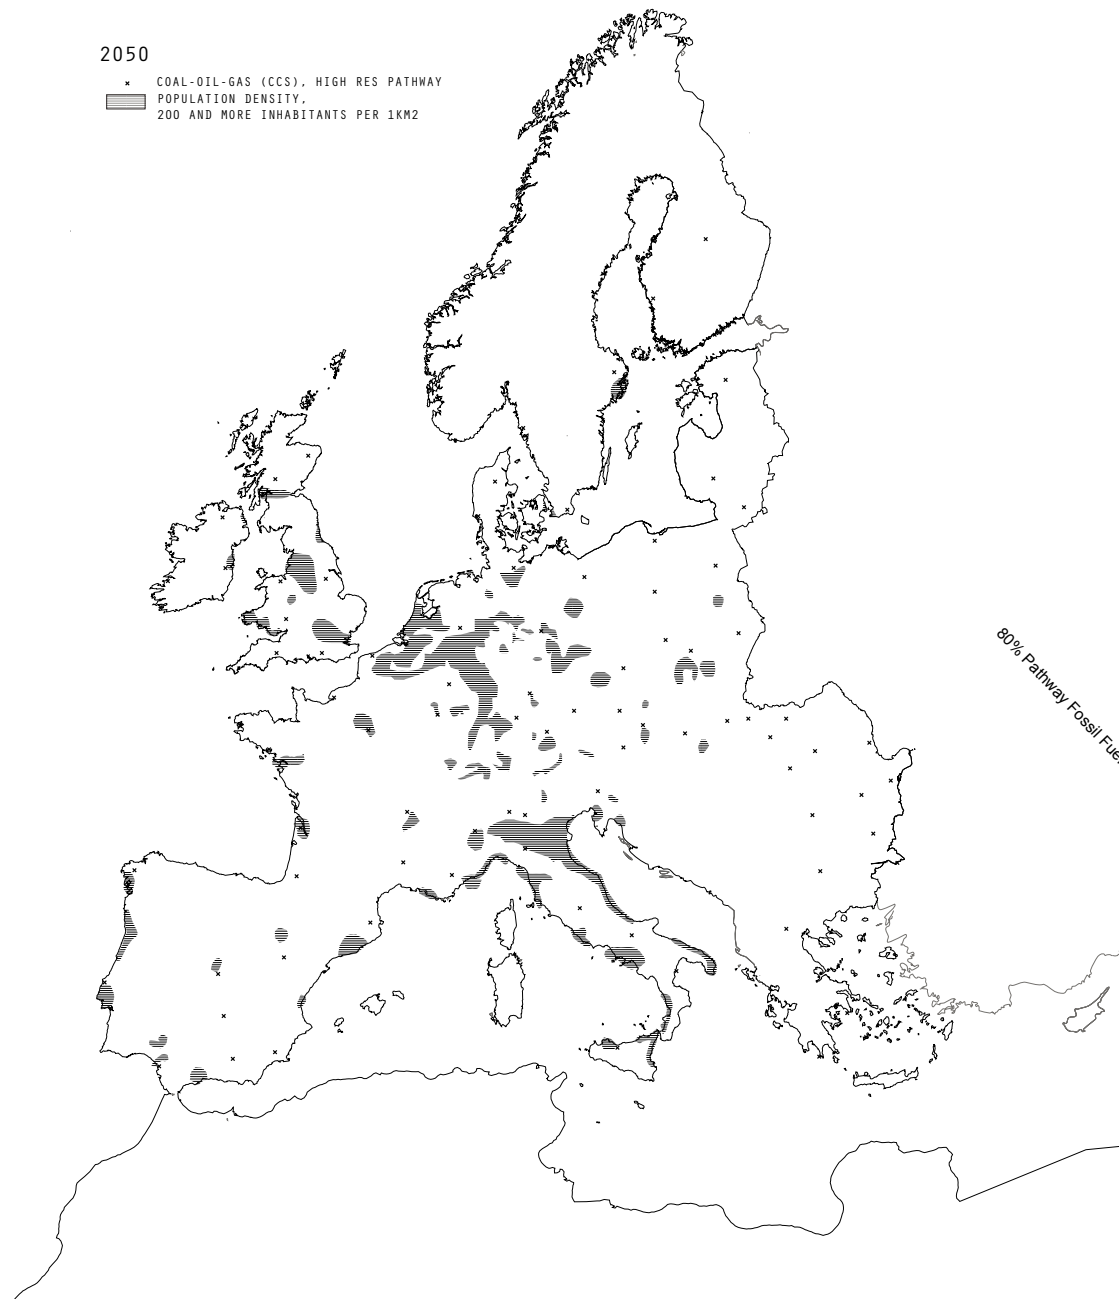 2050
COAL-OIL-GAS (CCS), HIGH RES PATHWAY
POPULATION DENSITY,
200 AND MORE INHABITANTS PER 1KM2
80% Pathway Fossil Fue